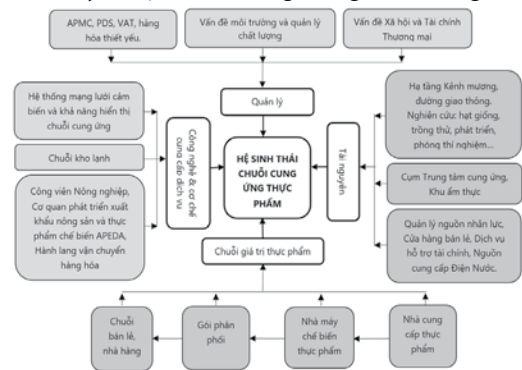 APMC, PDS, VAT, hàng
hóa thiết yếu.
Vấn đề môi trường và quản lý
chất lượng
Vấn đề Xã hội và Tài chính
Thương mại
Quản lý
Hệ thống mạng lưới cảm
biến và khả năng hiển thị
chuỗi cung ứng
Chuỗi kho lạnh
Công viên Nông nghiệp,
Cơ quan phát triển xuất
khẩu nông sản và thực
phẩm chế biến APEDA,
Hành lang vận chuyển
hàng hóa
Công nghệ & cơ chế
cung cấp dịch vụ
HỆ SINH THÁI
CHUỖI CUNG
ỨNG THỰC
PHẨM
Tài nguyên
Hạ tầng Kênh mương,
đường giao thông.
Nghiên cứu: hạt giống,
trồng thử, phát triển,
phòng thí nghiệm...
Cụm Trung tâm cung ứng,
Khu ẩm thực
Quản lý nguồn nhân lực,
Cửa hàng bán lẻ, Dịch vụ
hỗ trợ tài chính, Nguồn
cung cấp Điện Nước.
Chuỗi giá trị thực phẩm
Chuỗi
bán lẻ,
nhà hàng
Gói phân
phối
Nhà máy
chế biến
thực phẩm
Nhà cung
cấp thực
phẩm